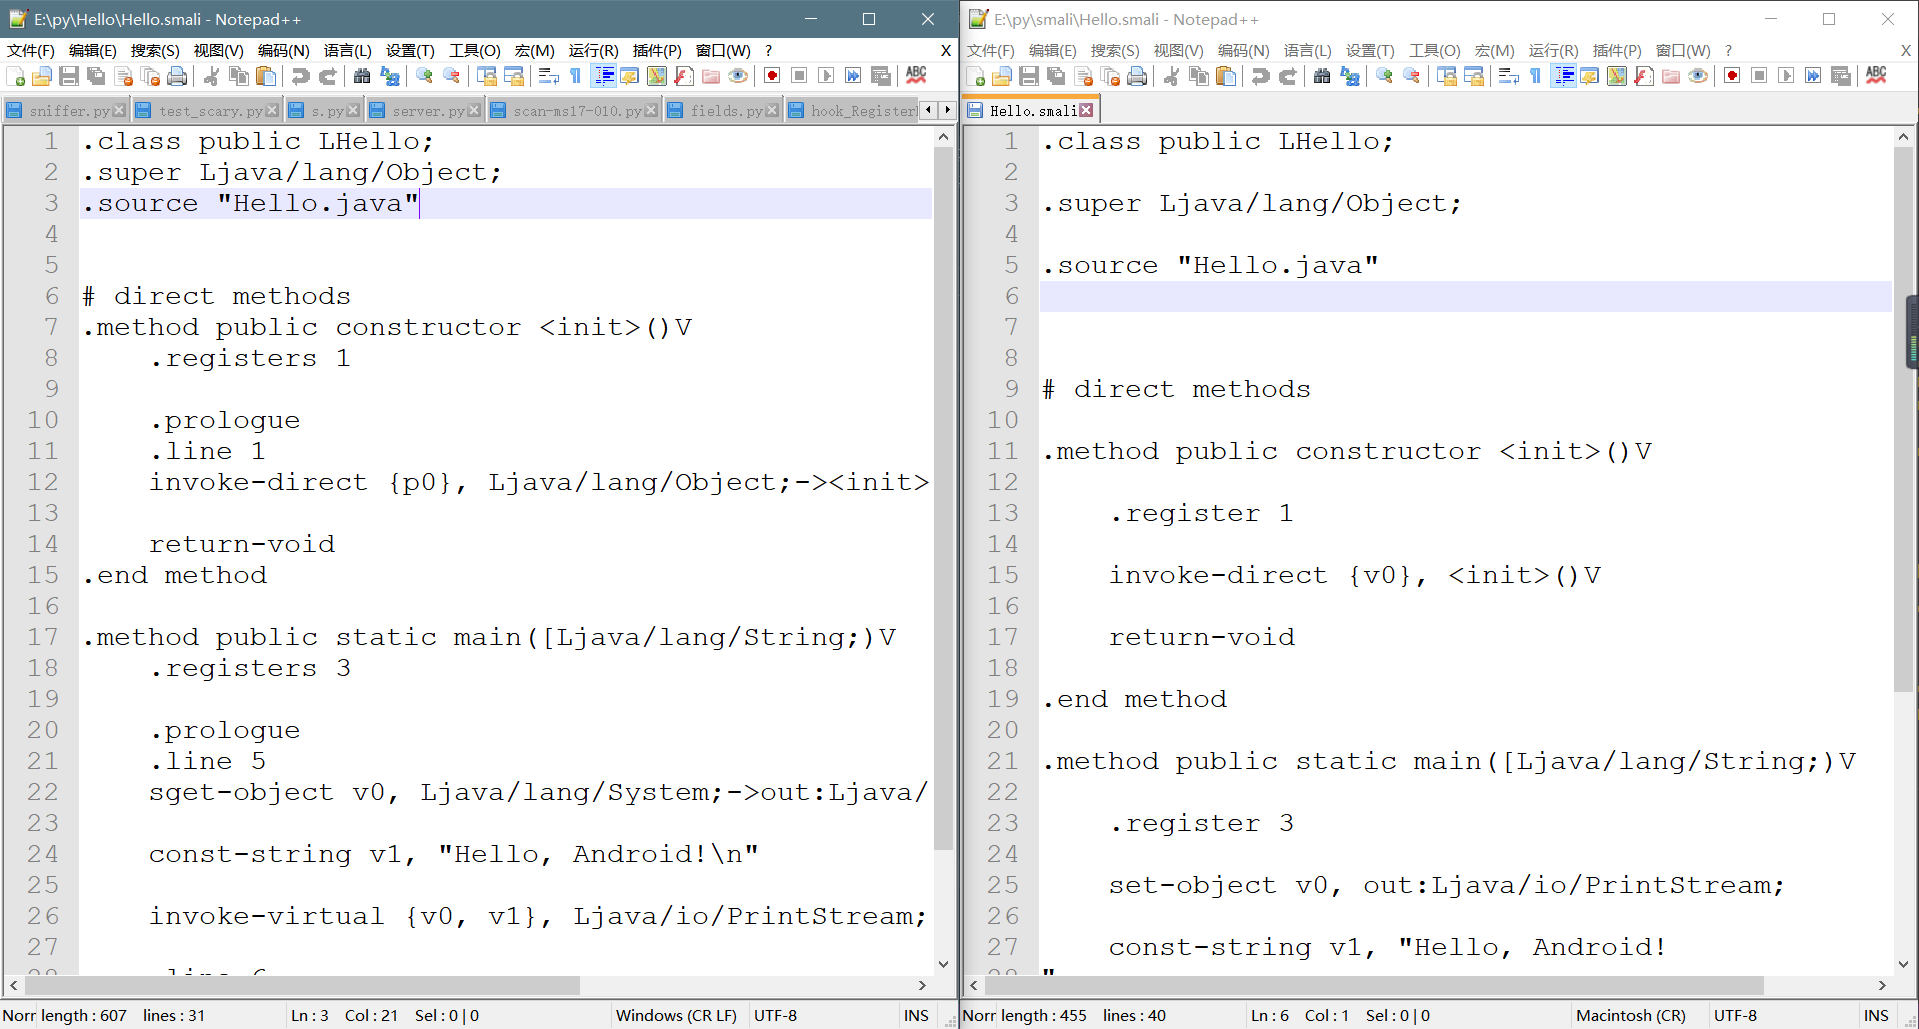 E:\py\Hello\Hello.smali - Notepad++
文件(F) 编辑(E) 搜索(S) 视图(V) 编码(N) 语言(L) 设置(T) 工具(O) 宏(M) 运行(R) 插件(P) 窗口(W) ? X
ABC
sniffer.py test_scary.py s.py server.py scan-ms17-010.py fields.py hook_Register
1 .class public LHello;
2 .super Ljava/lang/Object;
3 .source "Hello.java"
4
5
6 # direct methods
7 .method public constructor <init>()V
8     .registers 1
9
10     .prologue
11     .line 1
12     invoke-direct {p0}, Ljava/lang/Object;-><init>
13
14     return-void
15 .end method
16
17 .method public static main([Ljava/lang/String;)V
18     .registers 3
19
20     .prologue
21     .line 5
22     sget-object v0, Ljava/lang/System;->out:Ljava/
23
24     const-string v1, "Hello, Android!\n"
25
26     invoke-virtual {v0, v1}, Ljava/io/PrintStream;
27
28     .line 6
Norr length : 607 lines : 31 Ln : 3 Col : 21 Sel : 0 | 0 Windows (CR LF) UTF-8 INS
E:\py\smali\Hello.smali - Notepad++
文件(F) 编辑(E) 搜索(S) 视图(V) 编码(N) 语言(L) 设置(T) 工具(O) 宏(M) 运行(R) 插件(P) 窗口(W) ? X
ABC
Hello.smali
1 .class public LHello;
2
3 .super Ljava/lang/Object;
4
5 .source "Hello.java"
6
7
8
9 # direct methods
10
11 .method public constructor <init>()V
12
13     .register 1
14
15     invoke-direct {v0}, <init>()V
16
17     return-void
18
19 .end method
20
21 .method public static main([Ljava/lang/String;)V
22
23     .register 3
24
25     set-object v0, out:Ljava/io/PrintStream;
26
27     const-string v1, "Hello, Android!
28 "
Norr length : 455 lines : 40 Ln : 6 Col : 1 Sel : 0 | 0 Macintosh (CR) UTF-8 INS